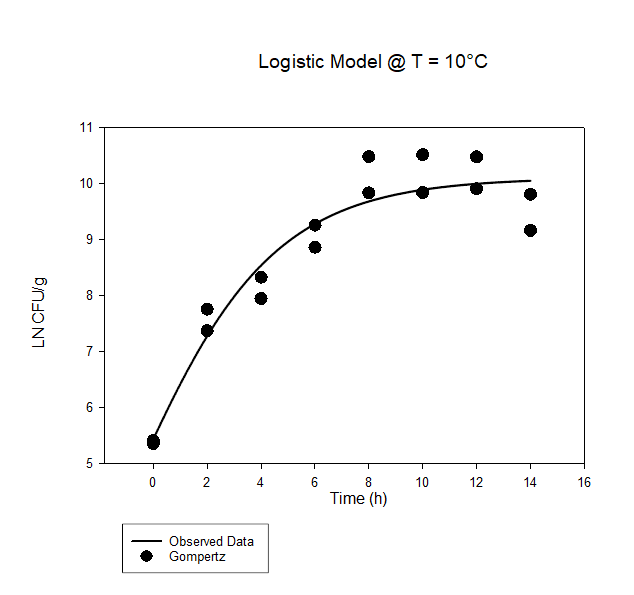 Logistic Model @ T = 10°C
11
10
9
8
7
6
5
LN CFU/g
0 2 4 6 8 10 12 14 16
Time (h)
Observed Data
Gompertz